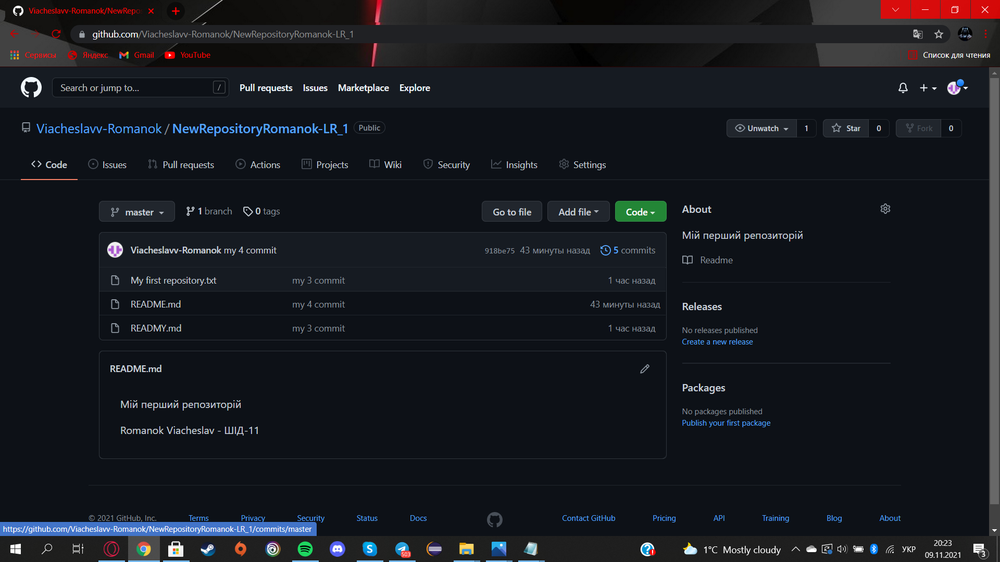 Viacheslavv-Romanok/NewRepos
github.com/Viacheslavv-Romanok/NewRepositoryRomanok-LR_1
Сервисы Яндекс Gmail YouTube Список для чтения
Search or jump to... / Pull requests Issues Marketplace Explore
Viacheslavv-Romanok / NewRepositoryRomanok-LR_1 Public Unwatch 1 Star 0 Fork 0
Code Issues Pull requests Actions Projects Wiki Security Insights Settings
master 1 branch 0 tags Go to file Add file Code
Viacheslavv-Romanok my 4 commit 918be75 43 минуты назад 5 commits
My first repository.txt my 3 commit 1 час назад
README.md my 4 commit 43 минуты назад
READMY.md my 3 commit 1 час назад
README.md
Мій перший репозиторій
Romanok Viacheslav - ШІД-11
About
Мій перший репозиторій
Readme
Releases
No releases published
Create a new release
Packages
No packages published
Publish your first package
© 2021 GitHub, Inc. Terms Privacy Security Status Docs Contact GitHub Pricing API Training Blog About
https://github.com/Viacheslavv-Romanok/NewRepositoryRomanok-LR_1/commits/master
503
1°C Mostly cloudy УКР 20:23
09.11.2021
3